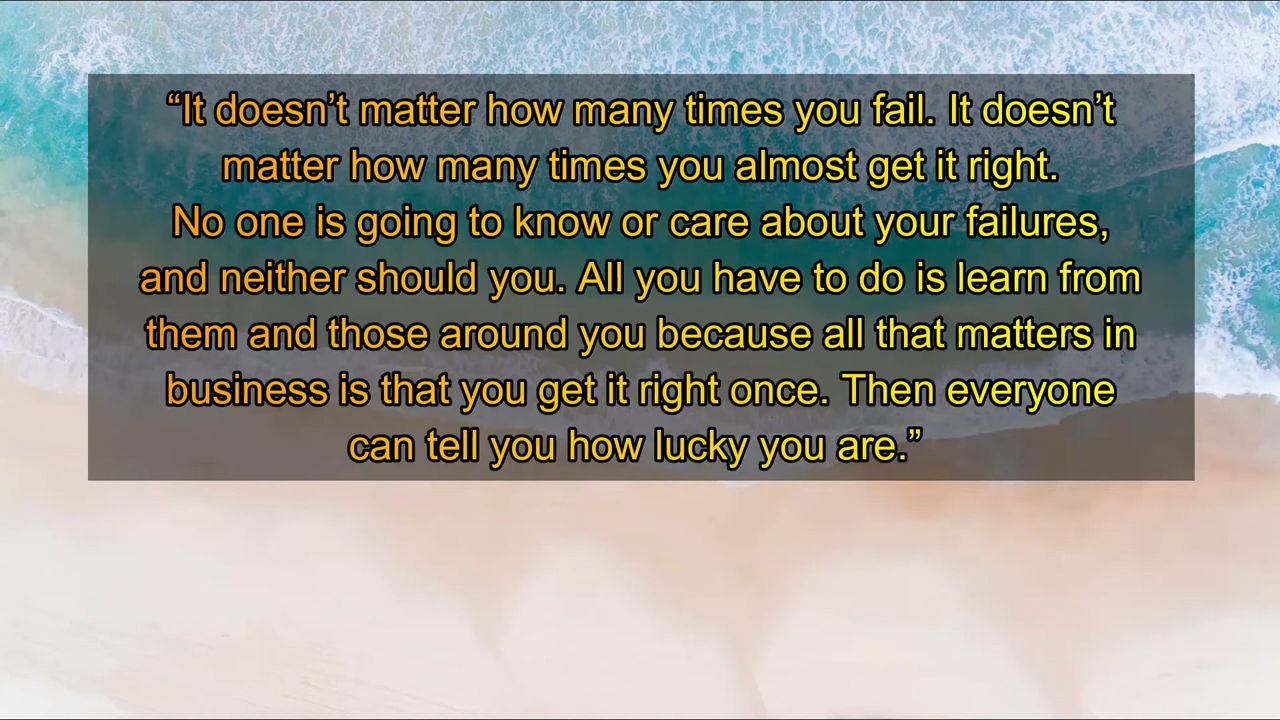 “It doesn’t matter how many times you fail. It doesn’t
matter how many times you almost get it right.
No one is going to know or care about your failures,
and neither should you. All you have to do is learn from
them and those around you because all that matters in
business is that you get it right once. Then everyone
can tell you how lucky you are.”